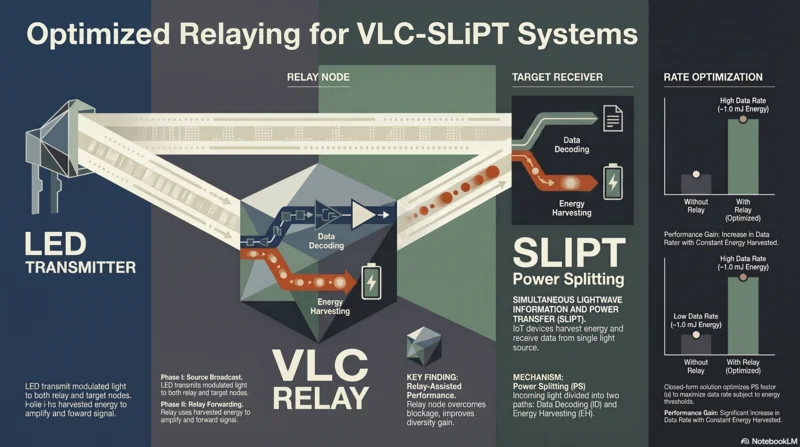 Optimized Relaying for VLC-SLiPT Systems
RELAY NODE
TARGET RECEIVER
RATE OPTIMIZATION
Data
Decoding
Energy
Harvesting
High Data Rate
(~1.0 mJ Energy)
Without
Relay
With
Relay
(Optimized)
Performance Gain: Increase in Data
Rater with Constant Energy Harvested.
LED
TRANSMITTER
Data
Decoding
Energy
Harvesting
SLIPT
Power Splitting
SIMULTANEOUS LIGHTWAVE
INFORMATION AND POWER
TRANSFER (SLIPT).
IoT devices harvest energy and
receive data from single light
source.
MECHANISM:
Power Splitting (PS)
Incoming light divided into two
paths: Data Decoding (ID) and
Energy Harvesting (EH).
High Data Rate
(~1.0 mJ Energy)
Low Data Rate
(~1.0 mJ Energy)
Without
Relay
With Relay
(Optimized)
Closed-form solution optimizes PS
(u) to maximize data rate subject to energy
thresholds.
Performance Gain: Significant increase in
Data Rate with Constant Energy Harvested.
VLC
RELAY
KEY FINDING:
Relay-Assisted
Performance.
Relay node overcomes
blockage, improves
diversity gain.
LED transmit modulated light
to both relay and target nodes.
harvested energy to
amplify and forward signal.
Phase I: Source Broadcast.
LED transmits modulated light
to both relay and target nodes.
Phase II: Relay Forwarding.
Relay uses harvested energy to
amplify and forward signal.
NotebookLM